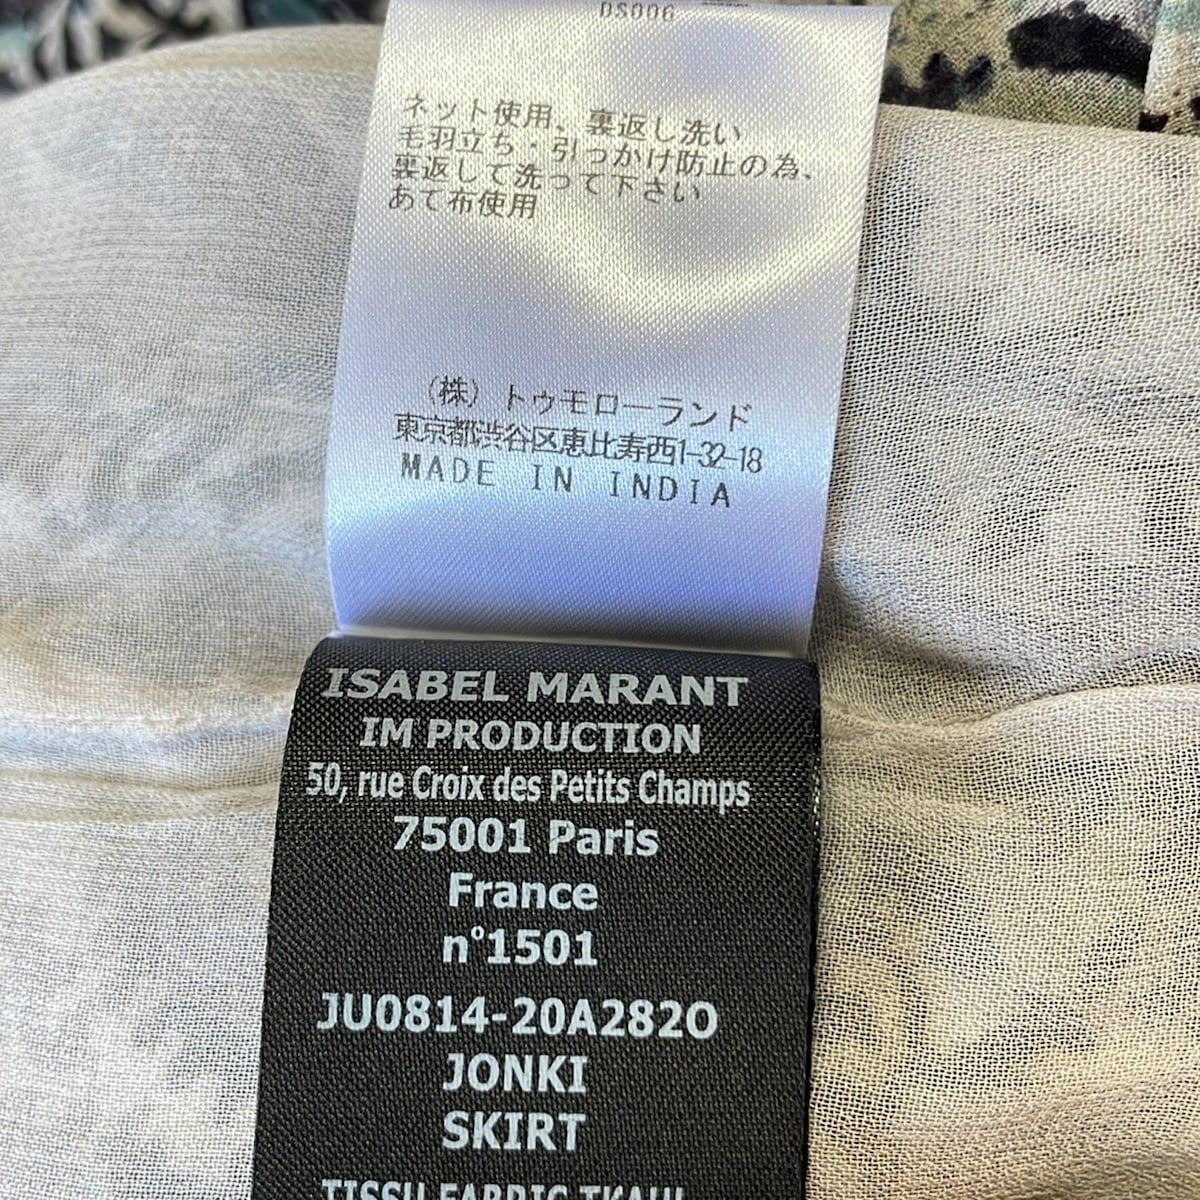 DS006
ネット使用、裏返し洗い
毛羽立ち・引っかけ防止の為、
裏返して洗って下さい
あて布使用
（株）トゥモローランド
東京都渋谷区恵比寿西1-32-18
MADE IN INDIA
ISABEL MARANT
IM PRODUCTION
50, rue Croix des Petits Champs
75001 Paris
France
n°1501
JU0814-20A282O
JONKI
SKIRT
TISSU FABRIC